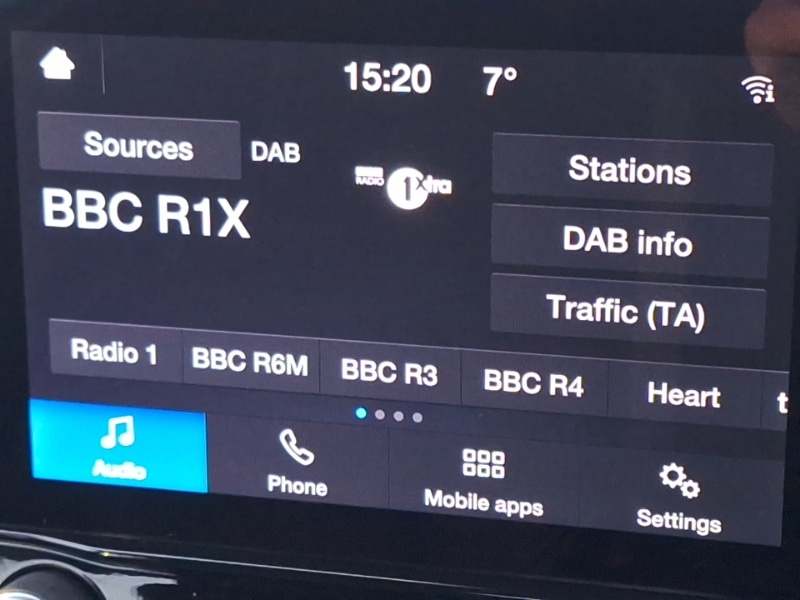 15:20 7°
Sources DAB
BBC R1X
RADIO 1Xtra
Stations
DAB info
Traffic (TA)
Radio 1 BBC R6M BBC R3 BBC R4 Heart t
Audio Phone Mobile apps Settings